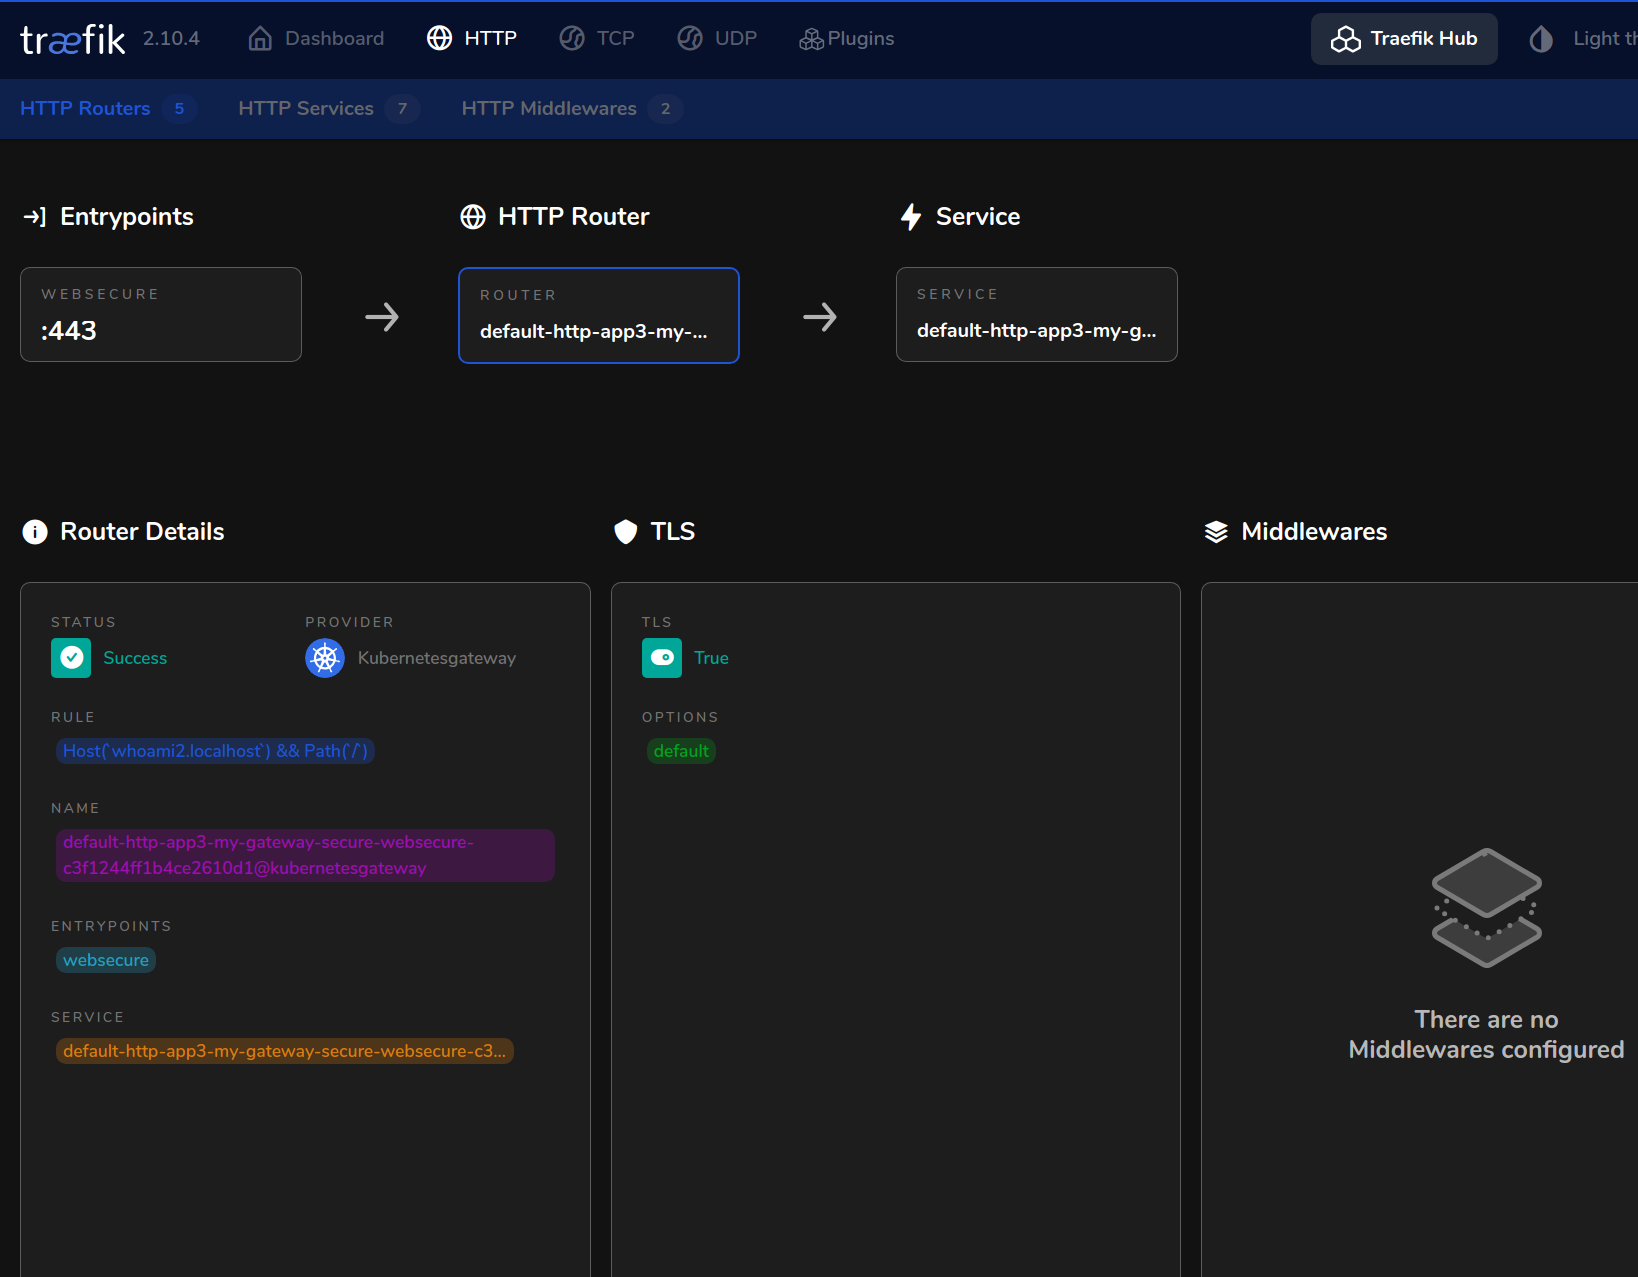 træfik 2.10.4 Dashboard HTTP TCP UDP Plugins Traefik Hub Light th
HTTP Routers 5 HTTP Services 7 HTTP Middlewares 2
Entrypoints HTTP Router Service
WEBSECURE ROUTER SERVICE
:443 default-http-app3-my-... default-http-app3-my-g...
Router Details TLS Middlewares
STATUS PROVIDER TLS
Success Kubernetesgateway True
RULE OPTIONS
Host(`whoami2.localhost`) && Path(`/`) default
NAME
default-http-app3-my-gateway-secure-websecure-
c3f1244ff1b4ce2610d1@kubernetesgateway
ENTRYPOINTS
websecure
SERVICE
default-http-app3-my-gateway-secure-websecure-c3...
There are no
Middlewares configured